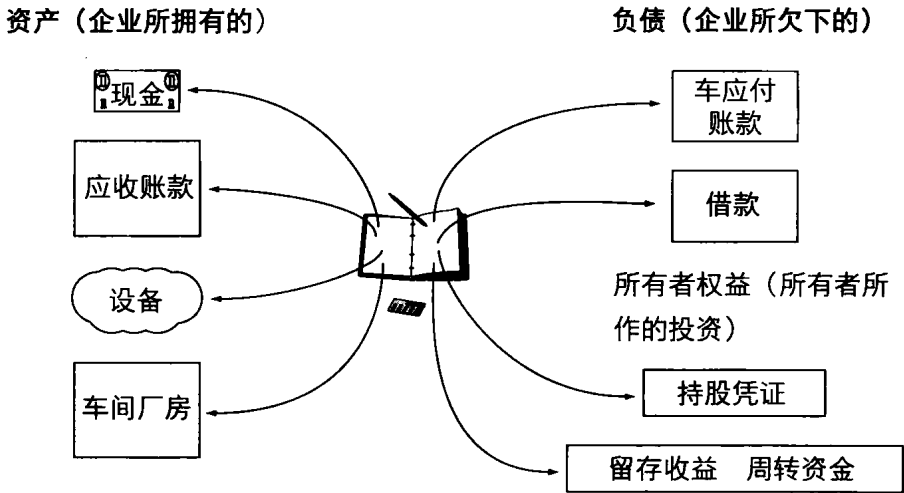 资产（企业所拥有的）
现金
应收账款
设备
车间厂房
负债（企业所欠下的）
车应付
账款
借款
所有者权益（所有者所
作的投资）
持股凭证
留存收益 周转资金